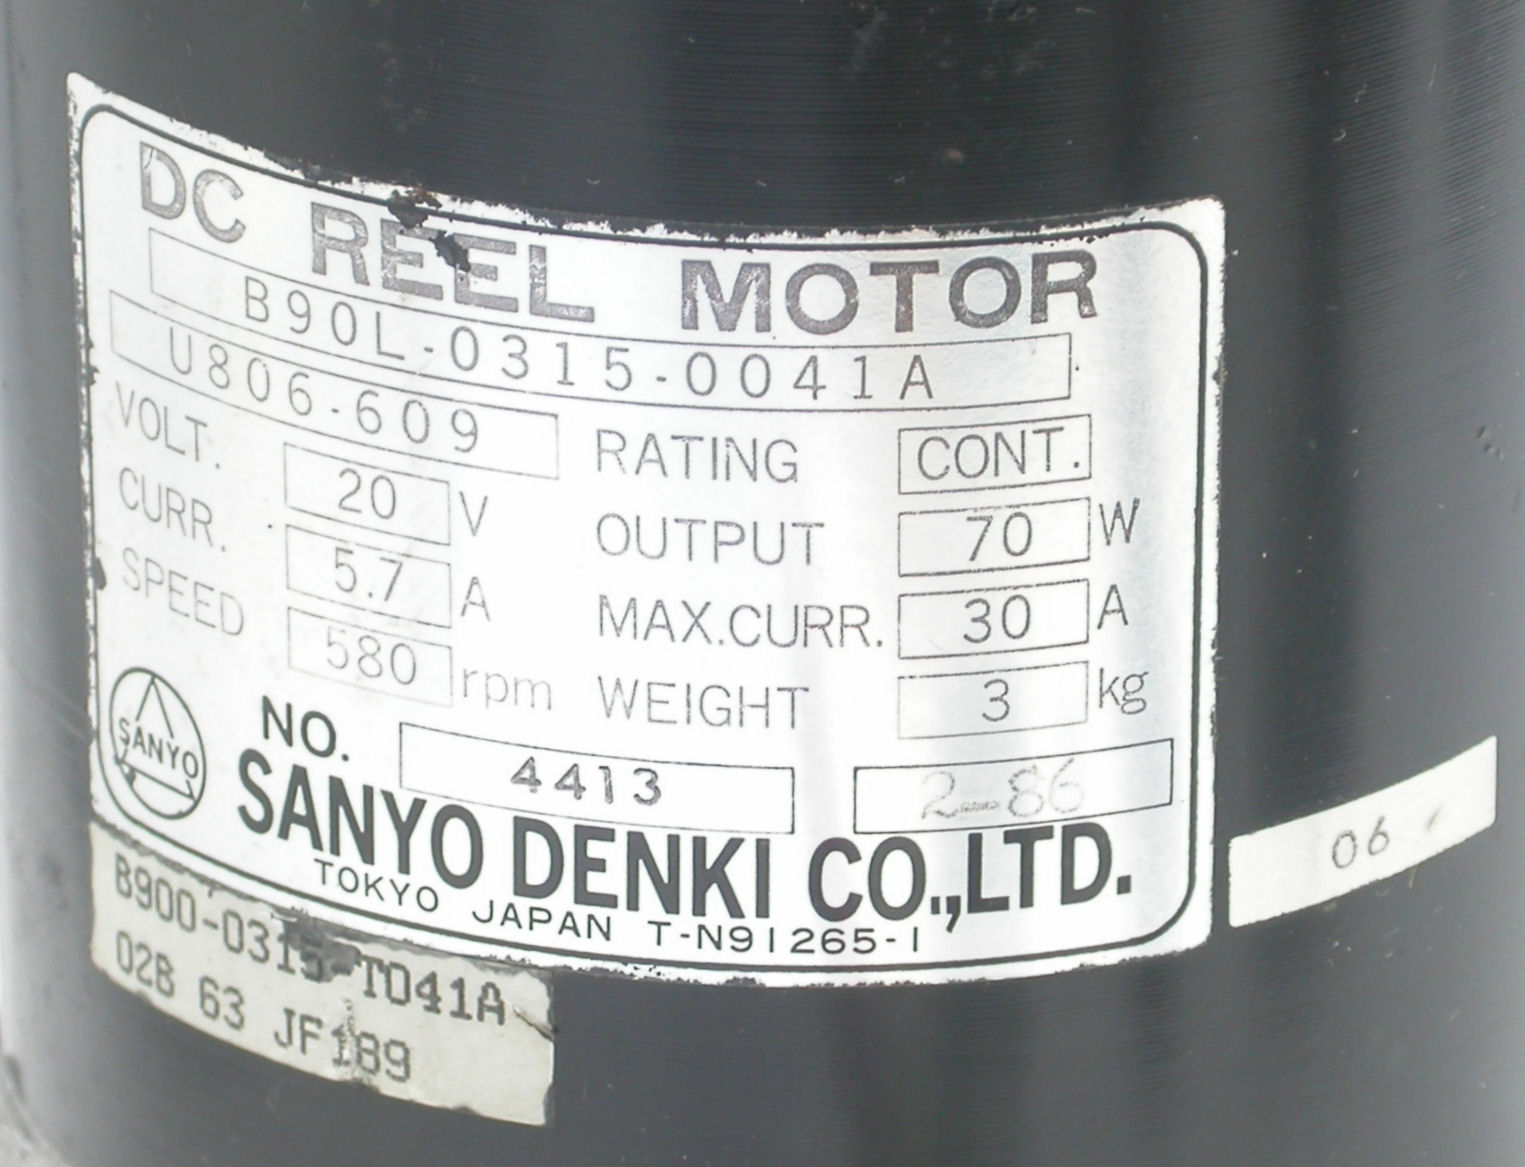 DC REEL MOTOR
B90L-0315-0041A
U806-609
VOLT. 20 V
CURR. 5.7 A
SPEED 580 rpm
RATING CONT.
OUTPUT 70 W
MAX.CURR. 30 A
WEIGHT 3 kg
SANYO
NO. 4413 2-86
SANYO DENKI CO.,LTD.
TOKYO JAPAN T-N91265-1
06
B900-0315-T041A
02B 63 JF189